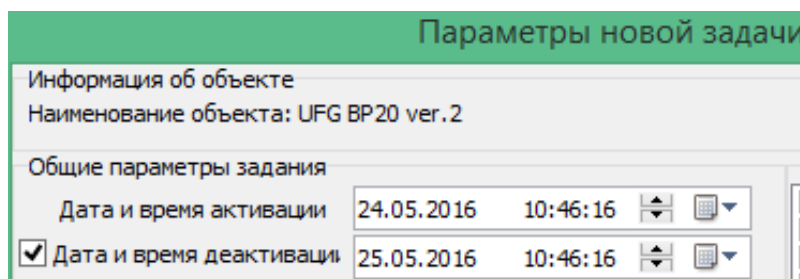 Параметры новой задачи
Информация об объекте
Наименование объекта: UFG BP20 ver.2
Общие параметры задания
Дата и время активации 24.05.2016 10:46:16
Дата и время деактиваци 25.05.2016 10:46:16